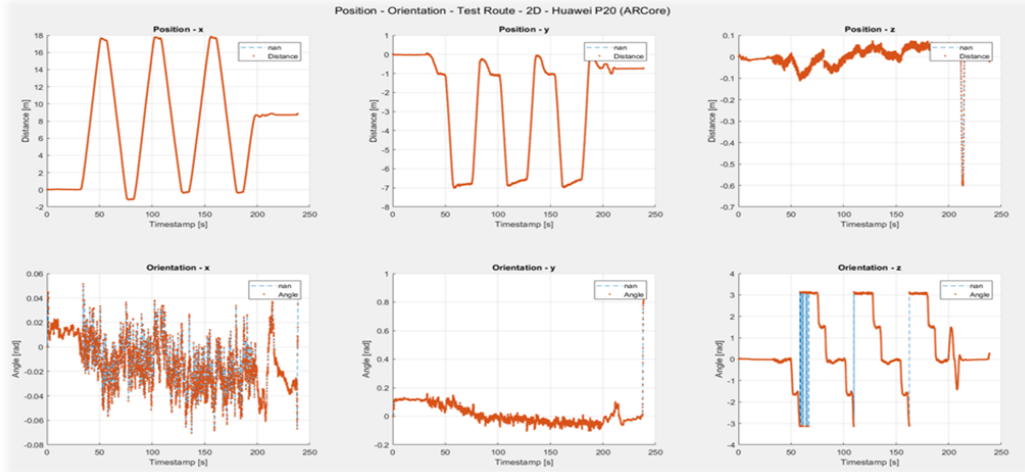 Position - Orientation - Test Route - 2D - Huawei P20 (ARCore)
Position - x
Distance [m]
18
16
14
12
10
8
6
4
2
0
-2
0 50 100 150 200 250
Timestamp [s]
nan
Distance
Position - y
Distance [m]
1
0
-1
-2
-3
-4
-5
-6
-7
-8
0 50 100 150 200 250
Timestamp [s]
nan
Distance
Position - z
Distance [m]
0.1
0
-0.1
-0.2
-0.3
-0.4
-0.5
-0.6
-0.7
0 50 100 150 200 250
Timestamp [s]
nan
Distance
Orientation - x
Angle [rad]
0.06
0.04
0.02
0
-0.02
-0.04
-0.06
-0.08
0 50 100 150 200 250
Timestamp [s]
nan
Angle
Orientation - y
Angle [rad]
1
0.8
0.6
0.4
0.2
0
-0.2
0 50 100 150 200 250
Timestamp [s]
nan
Angle
Orientation - z
Angle [rad]
4
3
2
1
0
-1
-2
-3
-4
0 50 100 150 200 250
Timestamp [s]
nan
Angle